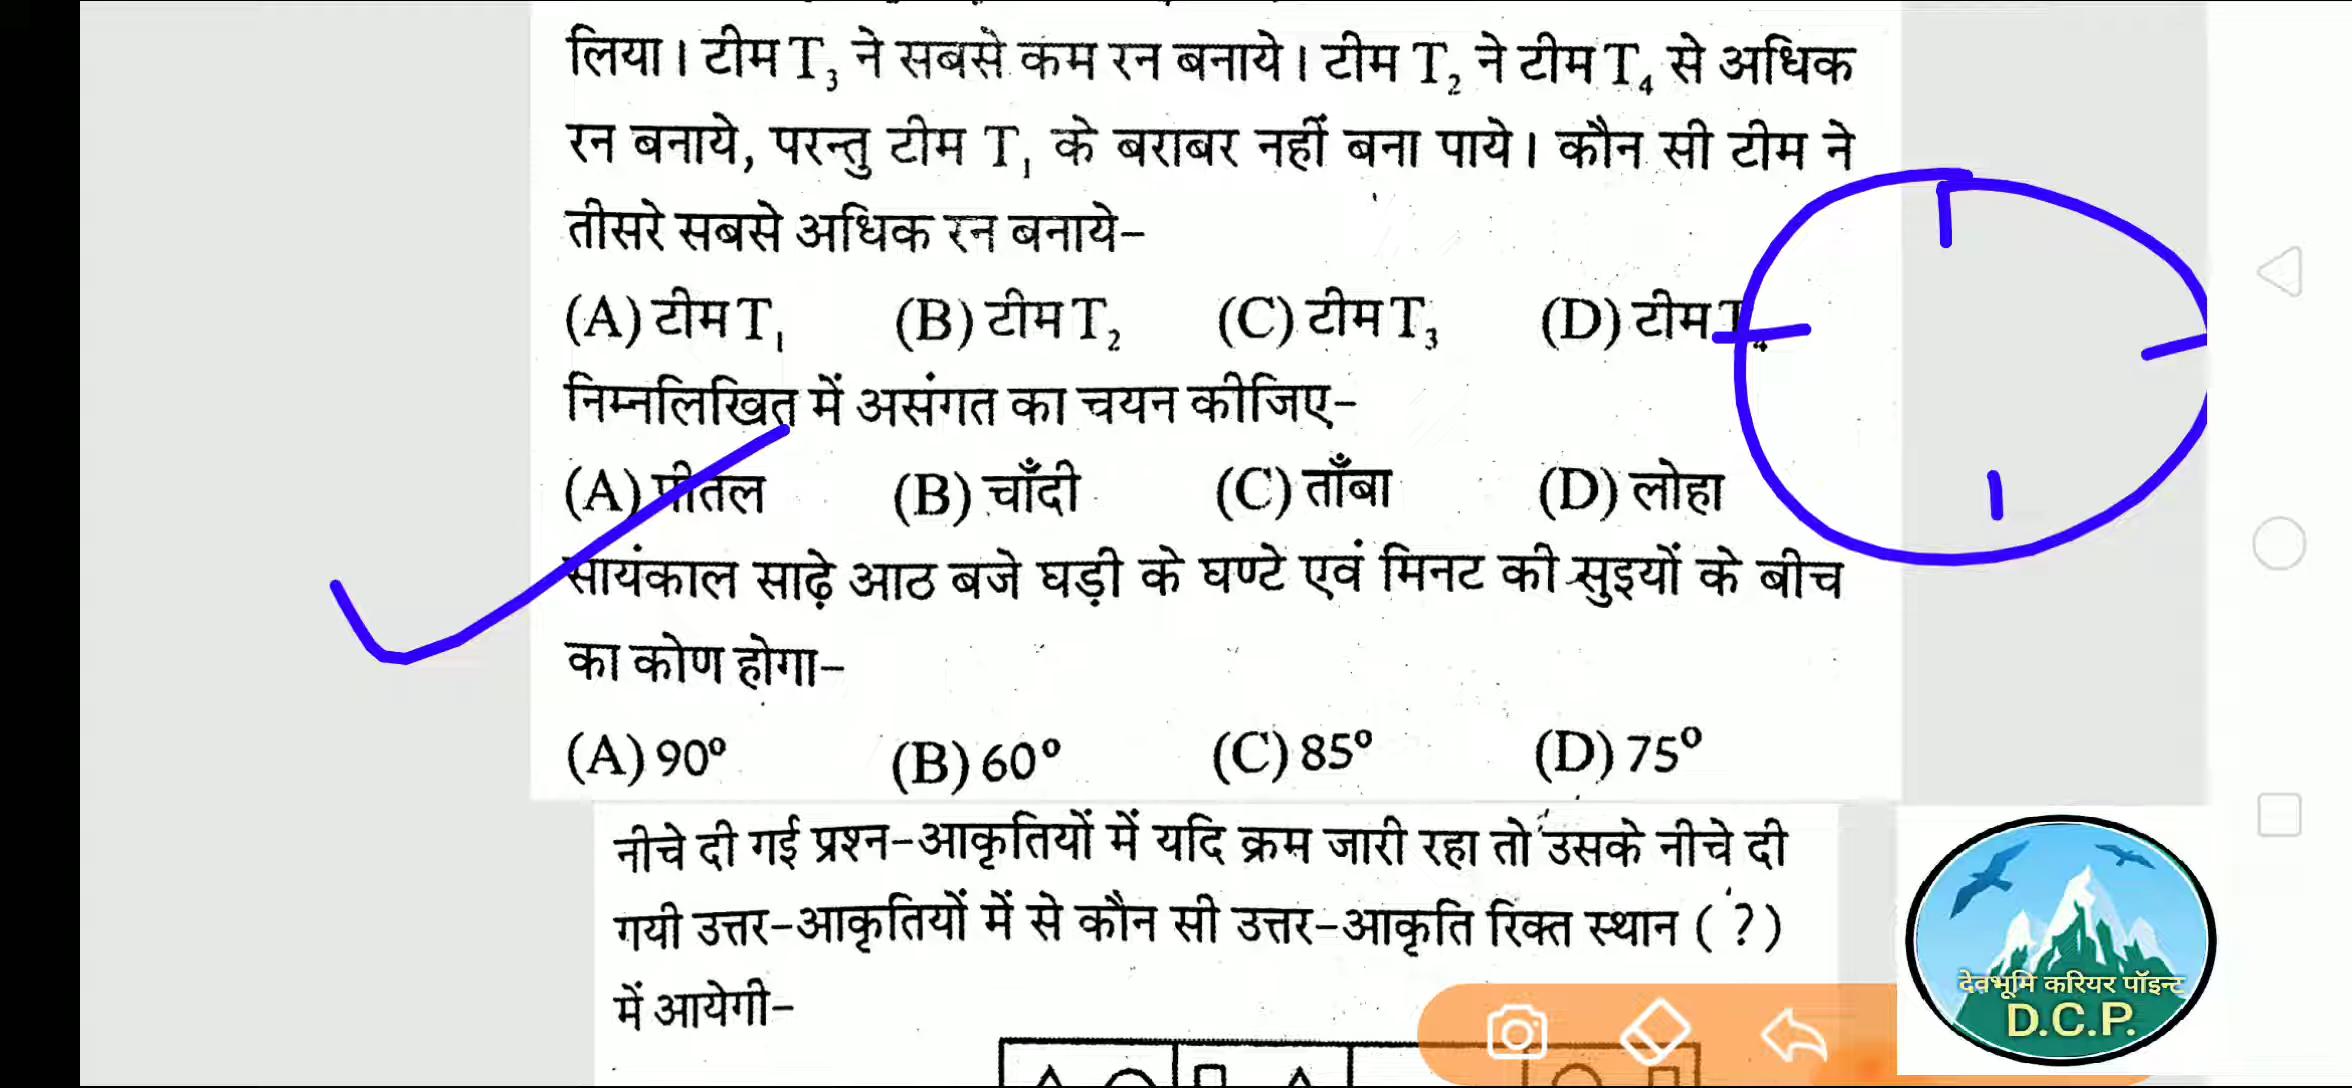 लिया। टीम T₃ ने सबसे कम रन बनाये। टीम T₂ ने टीम T₄ से अधिक
रन बनाये, परन्तु टीम T₁ के बराबर नहीं बना पाये। कौन सी टीम ने
तीसरे सबसे अधिक रन बनाये–
(A) टीम T₁ (B) टीम T₂ (C) टीम T₃ (D) टीम T₄
निम्नलिखित में असंगत का चयन कीजिए–
(A) पीतल (B) चाँदी (C) ताँबा (D) लोहा
सायंकाल साढ़े आठ बजे घड़ी के घण्टे एवं मिनट की सुइयों के बीच
का कोण होगा–
(A) 90° (B) 60° (C) 85° (D) 75°
नीचे दी गई प्रश्न-आकृतियों में यदि क्रम जारी रहा तो उसके नीचे दी
गयी उत्तर-आकृतियों में से कौन सी उत्तर-आकृति रिक्त स्थान ( ? )
में आयेगी–
देवभूमि करियर पॉइन्ट
D.C.P.